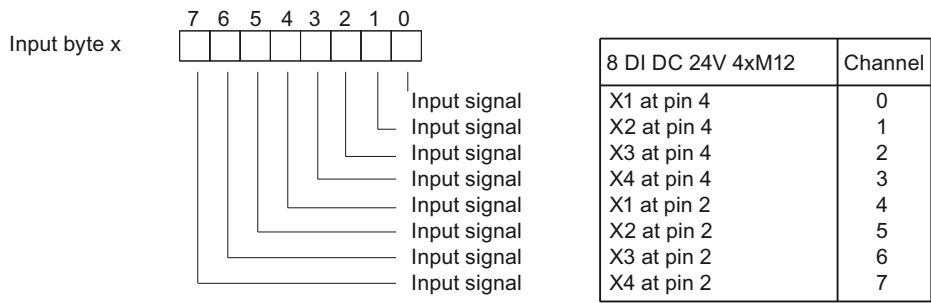 7 6 5 4 3 2 1 0
Input byte x
8 DI DC 24V 4xM12 Channel
Input signal X1 at pin 4 0
Input signal X2 at pin 4 1
Input signal X3 at pin 4 2
Input signal X4 at pin 4 3
Input signal X1 at pin 2 4
Input signal X2 at pin 2 5
Input signal X3 at pin 2 6
Input signal X4 at pin 2 7